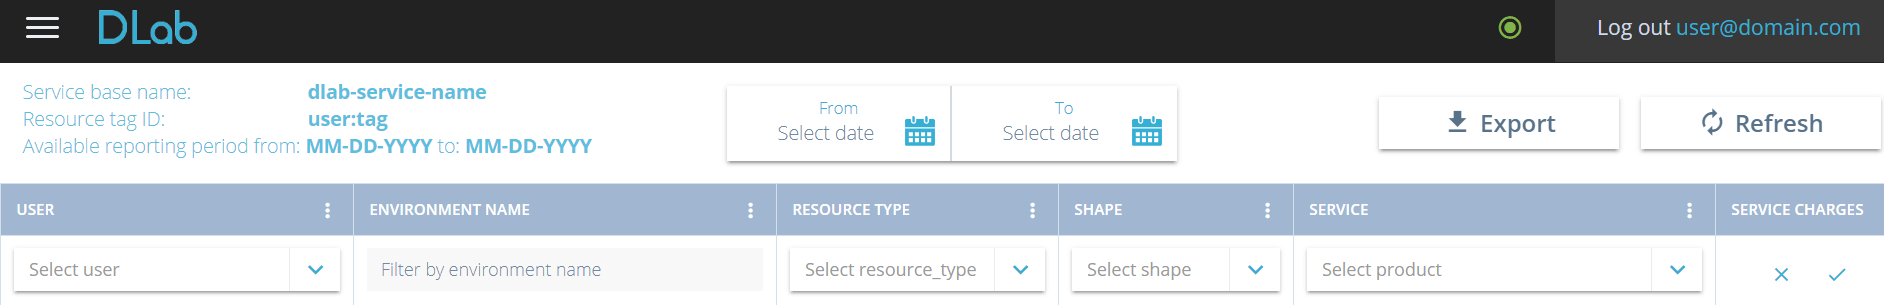 DLab
Log out user@domain.com
Service base name: dlab-service-name
Resource tag ID: user:tag
Available reporting period from: MM-DD-YYYY to: MM-DD-YYYY
From
Select date
To
Select date
Export
Refresh
USER
ENVIRONMENT NAME
RESOURCE TYPE
SHAPE
SERVICE
SERVICE CHARGES
Select user
Filter by environment name
Select resource_type
Select shape
Select product